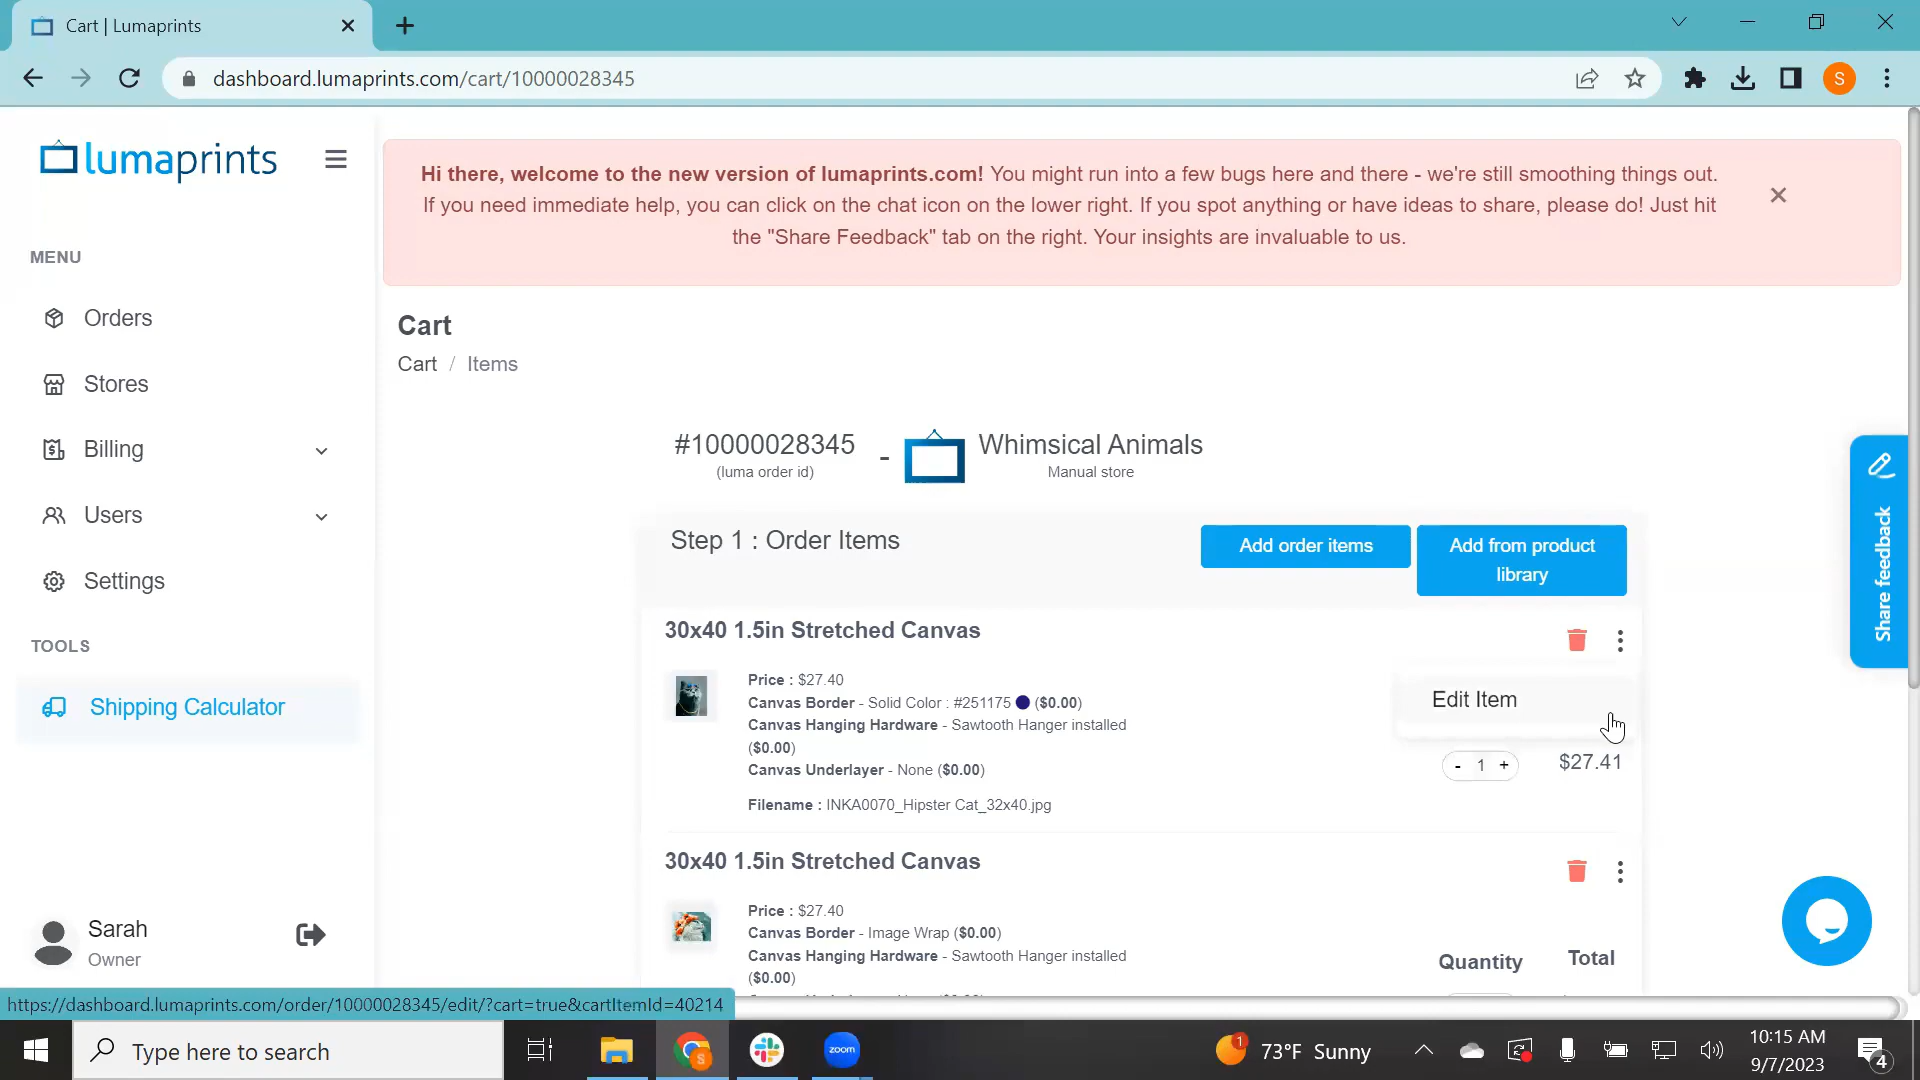 Cart | Lumaprints
dashboard.lumaprints.com/cart/10000028345
S
lumaprints
Hi there, welcome to the new version of lumaprints.com! You might run into a few bugs here and there - we're still smoothing things out.
If you need immediate help, you can click on the chat icon on the lower right. If you spot anything or have ideas to share, please do! Just hit
the "Share Feedback" tab on the right. Your insights are invaluable to us.
MENU
Orders
Stores
Billing
Users
Settings
TOOLS
Shipping Calculator
Sarah
Owner
Cart
Cart / Items
#10000028345 - Whimsical Animals
(luma order id) Manual store
Step 1 : Order Items
Add order items
Add from product
library
30x40 1.5in Stretched Canvas
Price : $27.40
Canvas Border - Solid Color : #251175 ($0.00)
Canvas Hanging Hardware - Sawtooth Hanger installed
($0.00)
Canvas Underlayer - None ($0.00)
Filename : INKA0070_Hipster Cat_32x40.jpg
Edit Item
- 1 + $27.41
30x40 1.5in Stretched Canvas
Price : $27.40
Canvas Border - Image Wrap ($0.00)
Canvas Hanging Hardware - Sawtooth Hanger installed
($0.00)
Quantity Total
Share feedback
https://dashboard.lumaprints.com/order/10000028345/edit/?cart=true&cartItemId=40214
Type here to search
S
zoom
1
73°F Sunny
10:15 AM
9/7/2023
4